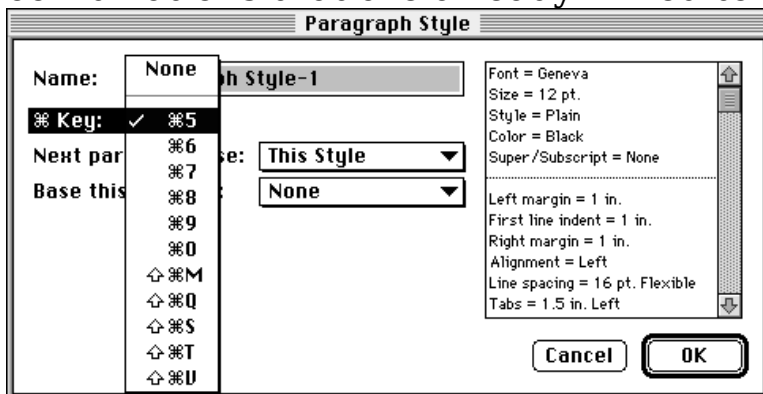 Paragraph Style
Name:
None
ph Style-1
⌘ Key:
✓ ⌘5
⌘6
Next par
se:
This Style
⌘7
Base this
:
None
⌘8
⌘9
⌘0
⇧⌘M
⇧⌘Q
⇧⌘S
⇧⌘T
⇧⌘U
Font = Geneva
Size = 12 pt.
Style = Plain
Color = Black
Super/Subscript = None
Left margin = 1 in.
First line indent = 1 in.
Right margin = 1 in.
Alignment = Left
Line spacing = 16 pt. Flexible
Tabs = 1.5 in. Left
Cancel
OK